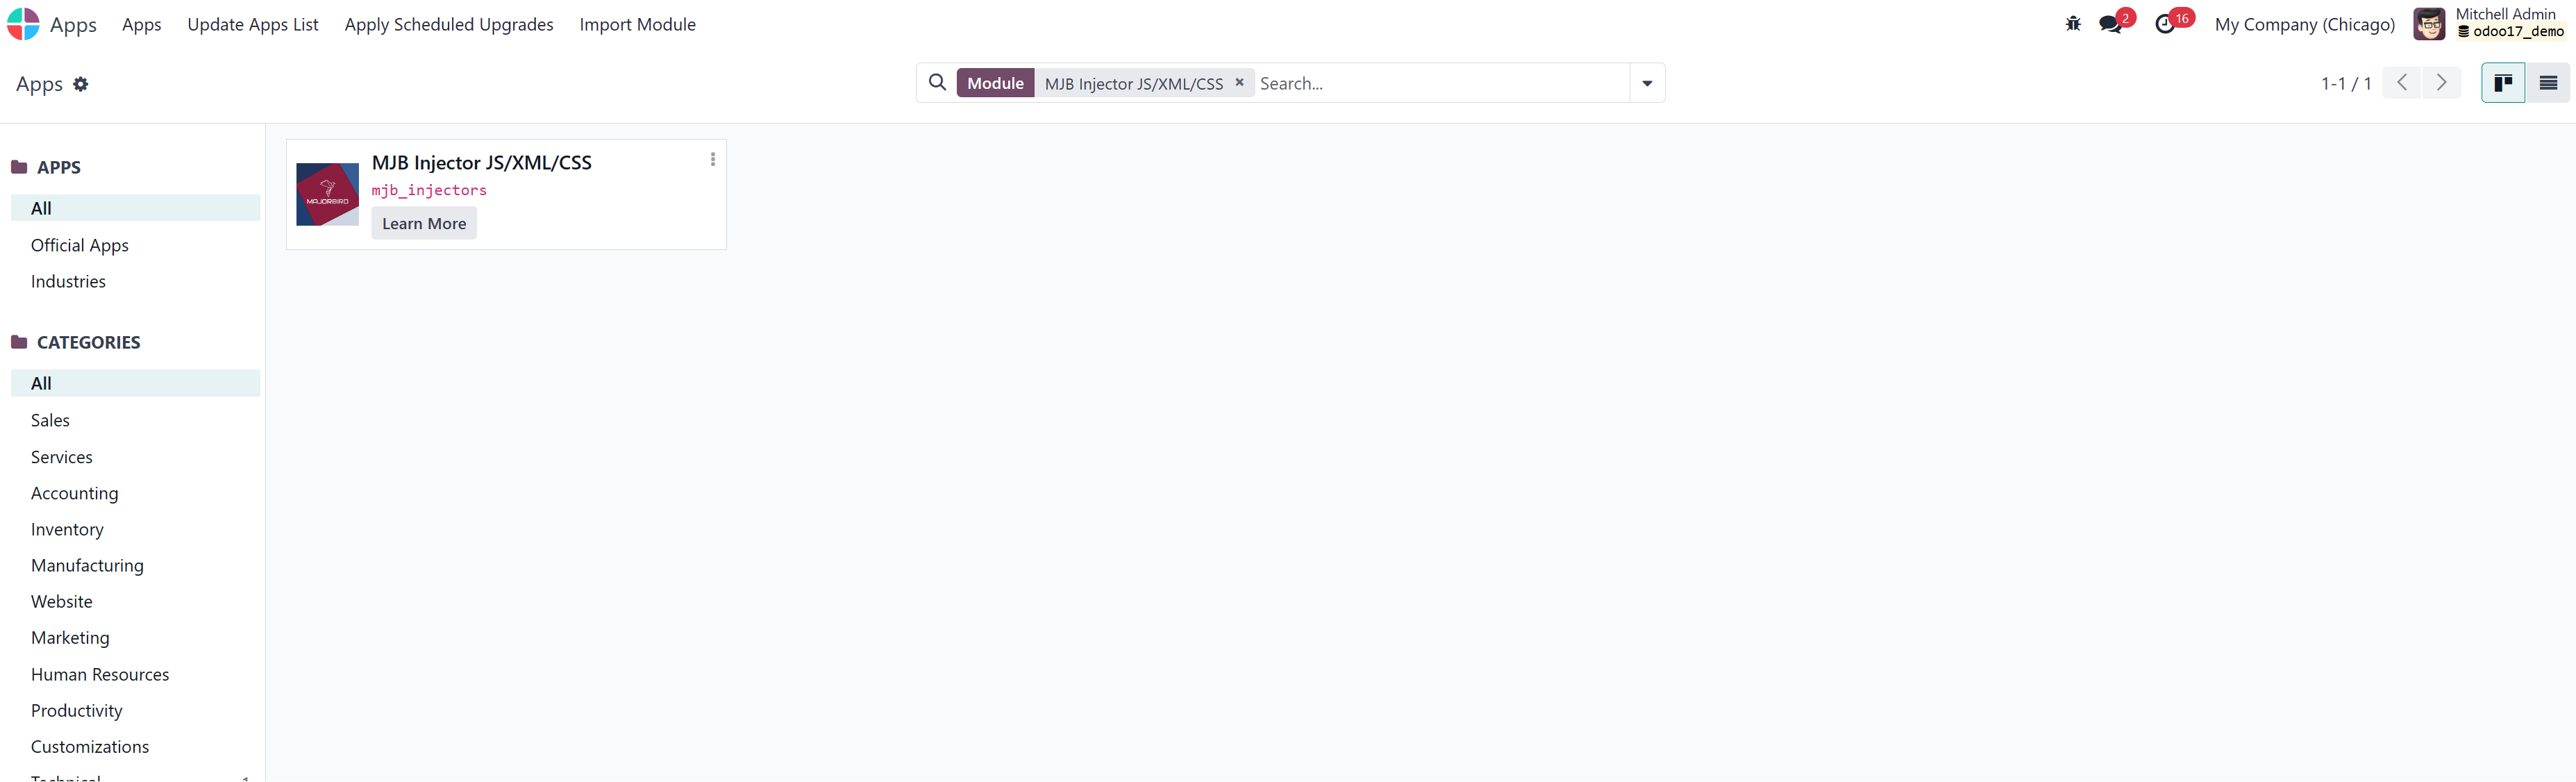 Apps Apps Update Apps List Apply Scheduled Upgrades Import Module 2 16 My Company (Chicago) Mitchell Admin
odoo17_demo
Apps Module MJB Injector JS/XML/CSS × Search... 1-1 / 1
APPS
All
Official Apps
Industries
CATEGORIES
All
Sales
Services
Accounting
Inventory
Manufacturing
Website
Marketing
Human Resources
Productivity
Customizations
Technical 1
MJB Injector JS/XML/CSS
mjb_injectors
MAJORBIRD
Learn More